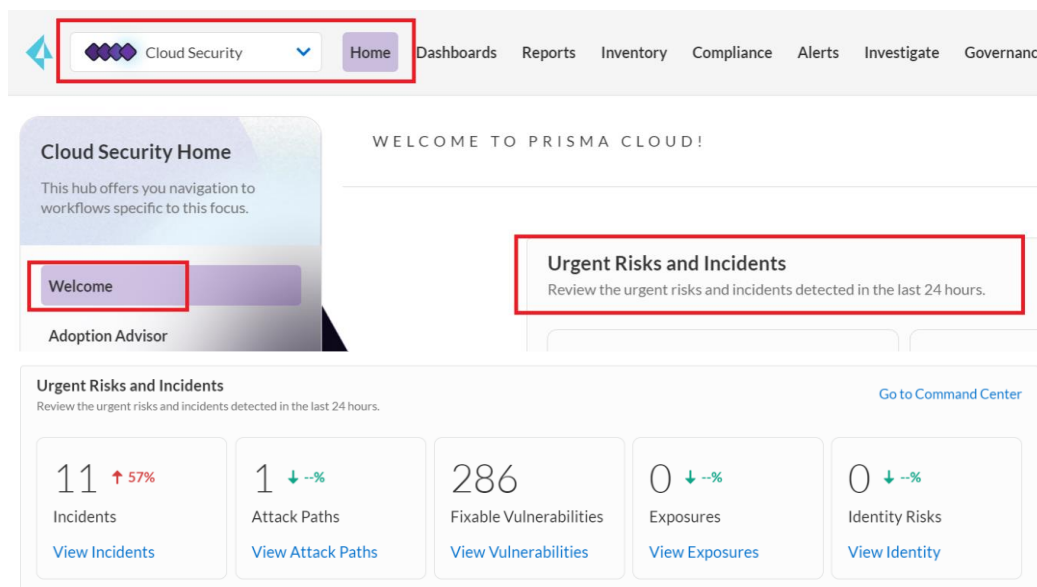 Cloud Security
Home Dashboards Reports Inventory Compliance Alerts Investigate Governanc
Cloud Security Home
This hub offers you navigation to
workflows specific to this focus.
Welcome
Adoption Advisor
WELCOME TO PRISMA CLOUD!
Urgent Risks and Incidents
Review the urgent risks and incidents detected in the last 24 hours.
Urgent Risks and Incidents
Review the urgent risks and incidents detected in the last 24 hours.
Go to Command Center
11 57%
Incidents
View Incidents
1 --%
Attack Paths
View Attack Paths
286
Fixable Vulnerabilities
View Vulnerabilities
0 --%
Exposures
View Exposures
0 --%
Identity Risks
View Identity